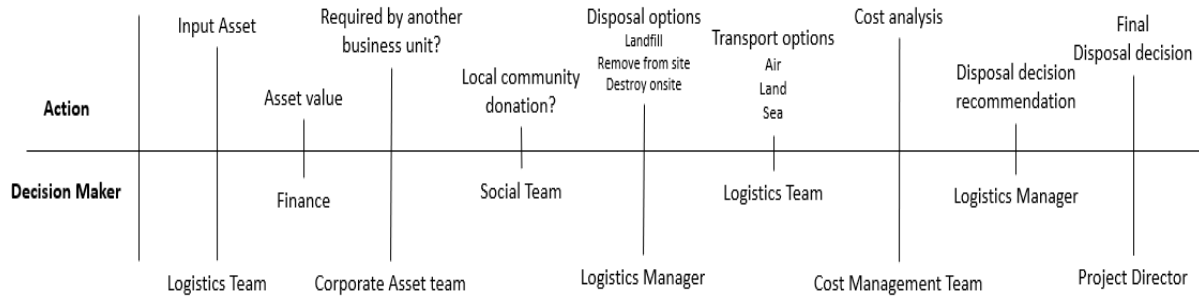 Input Asset
Asset value
Required by another
business unit?
Local community
donation?
Disposal options
Landfill
Remove from site
Destroy onsite
Transport options
Air
Land
Sea
Cost analysis
Disposal decision
recommendation
Final
Disposal decision
Action
Decision Maker
Logistics Team
Finance
Corporate Asset team
Social Team
Logistics Manager
Logistics Team
Cost Management Team
Logistics Manager
Project Director